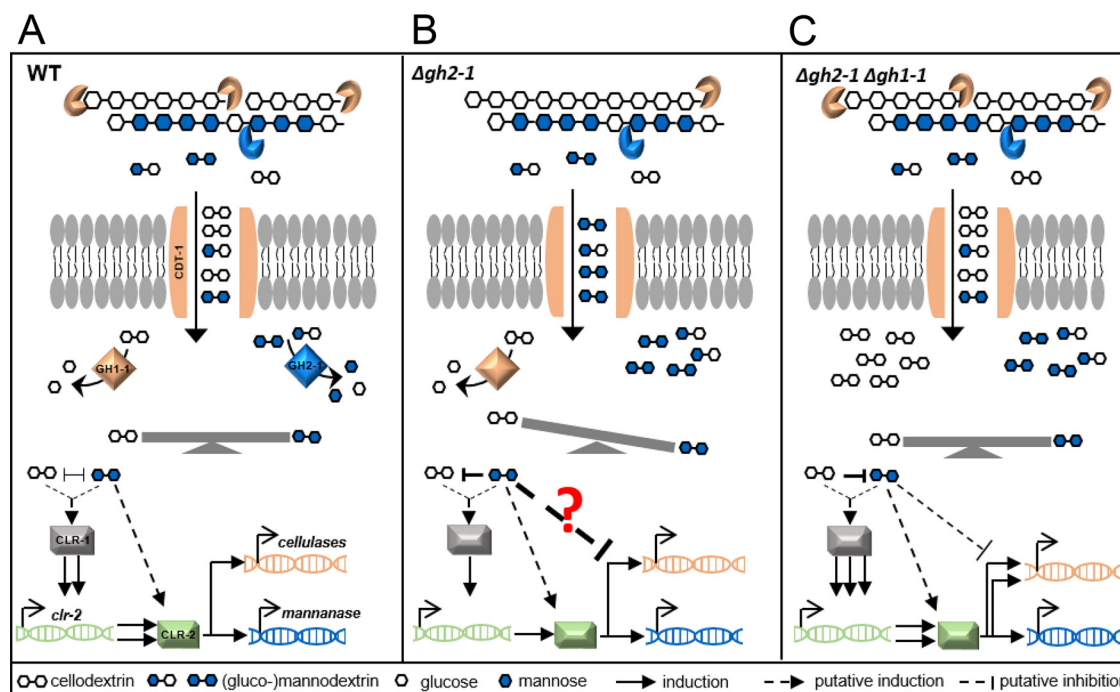 A
B
C
WT
Δgh2-1
Δgh2-1 Δgh1-1
CDT-1
GH1-1
GH2-1
?
CLR-1
cellulases
clr-2
CLR-2
mannanase
cellodextrin
(gluco-)mannodextrin
glucose
mannose
induction
putative induction
putative inhibition